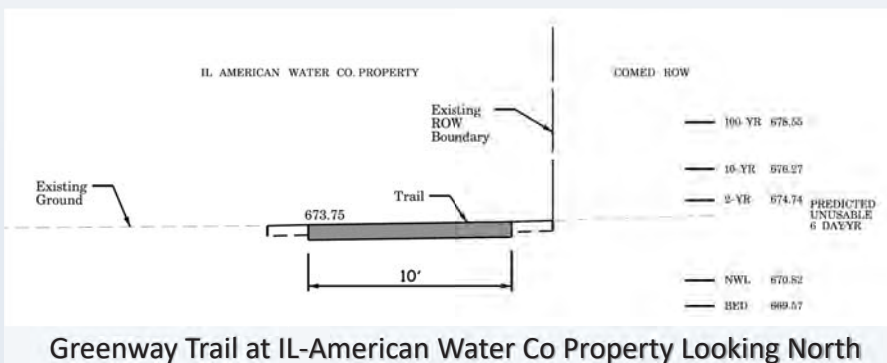 IL AMERICAN WATER CO. PROPERTY
COMED ROW
Existing
ROW
Boundary
100-YR 678.55
10-YR 676.27
Existing
Ground
Trail
673.75
2-YR 674.74
PREDICTED
UNUSABLE
6 DAY/YR
10'
NWL 670.82
BED 669.57
Greenway Trail at IL-American Water Co Property Looking North